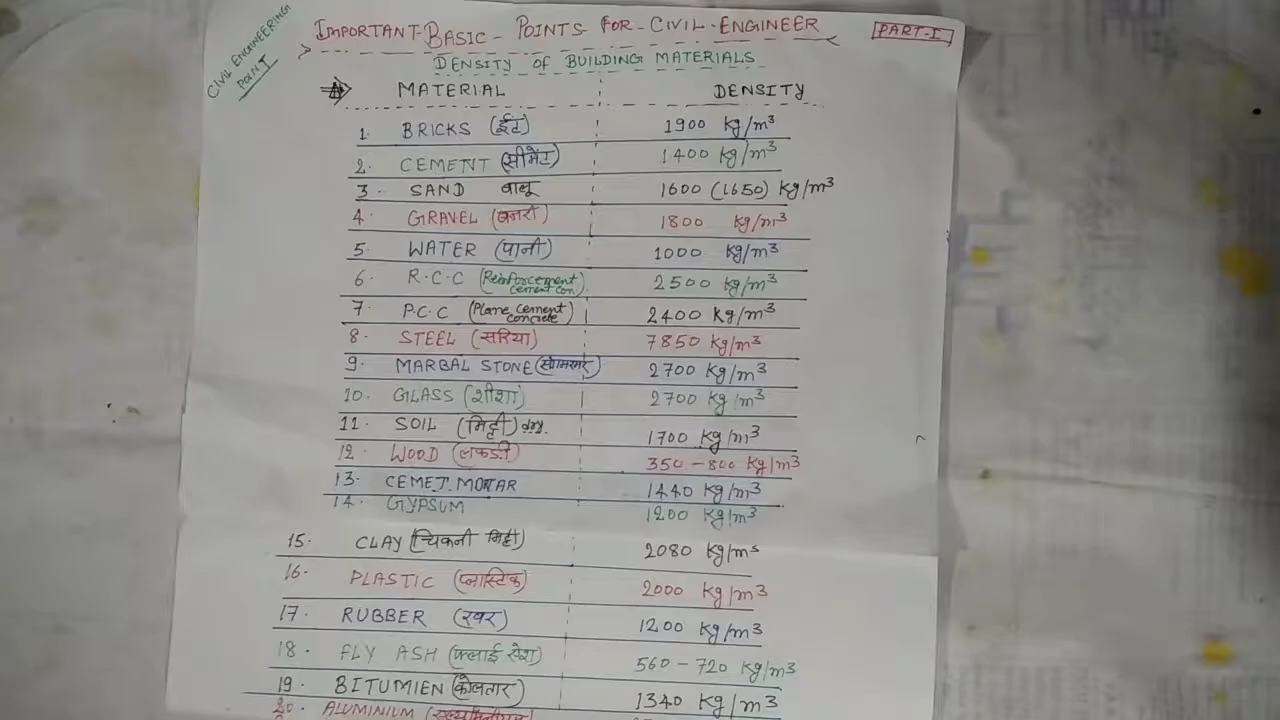 CIVIL ENGINEERING POINT
IMPORTANT BASIC POINTS FOR CIVIL ENGINEER
PART-I
DENSITY OF BUILDING MATERIALS
MATERIAL DENSITY
1. BRICKS (ईंट) 1900 kg/m³
2. CEMENT (सीमेंट) 1400 kg/m³
3. SAND बालू 1600 (1650) kg/m³
4. GRAVEL (बजरी) 1800 kg/m³
5. WATER (पानी) 1000 kg/m³
6. R.C.C (Reinforcement cement con.) 2500 kg/m³
7. P.C.C (Plane cement concrete) 2400 kg/m³
8. STEEL (सरिया) 7850 kg/m³
9. MARBAL STONE 2700 kg/m³
10. GLASS (शीशा) 2700 kg/m³
11. SOIL (मिट्टी) 1700 kg/m³
12. WOOD (लकड़ी) 350 - 800 kg/m³
13. CEMET MOTAR 1440 kg/m³
14. GYPSUM 1200 kg/m³
15. CLAY (चिकनी मिट्टी) 2080 kg/m³
16. PLASTIC (प्लास्टिक) 2000 kg/m³
17. RUBBER (रबर) 1200 kg/m³
18. FLY ASH (फ्लाई ऐश) 560 - 720 kg/m³
19. BITUMIEN (कोलतार) 1340 kg/m³
20. ALUMINIUM